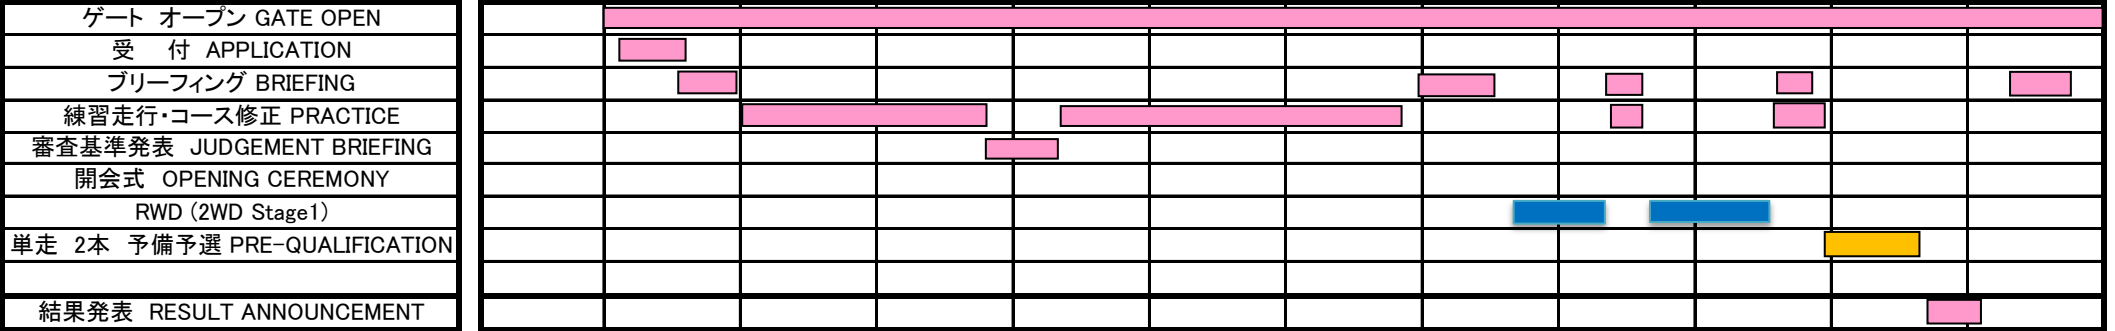 ゲート　オープン GATE OPEN
受　　付　APPLICATION
ブリーフィング BRIEFING
練習走行・コース修正 PRACTICE
審査基準発表　JUDGEMENT BRIEFING
開会式　OPENING CEREMONY
RWD (2WD Stage1)
単走　2本　予備予選 PRE-QUALIFICATION
結果発表　RESULT ANNOUNCEMENT